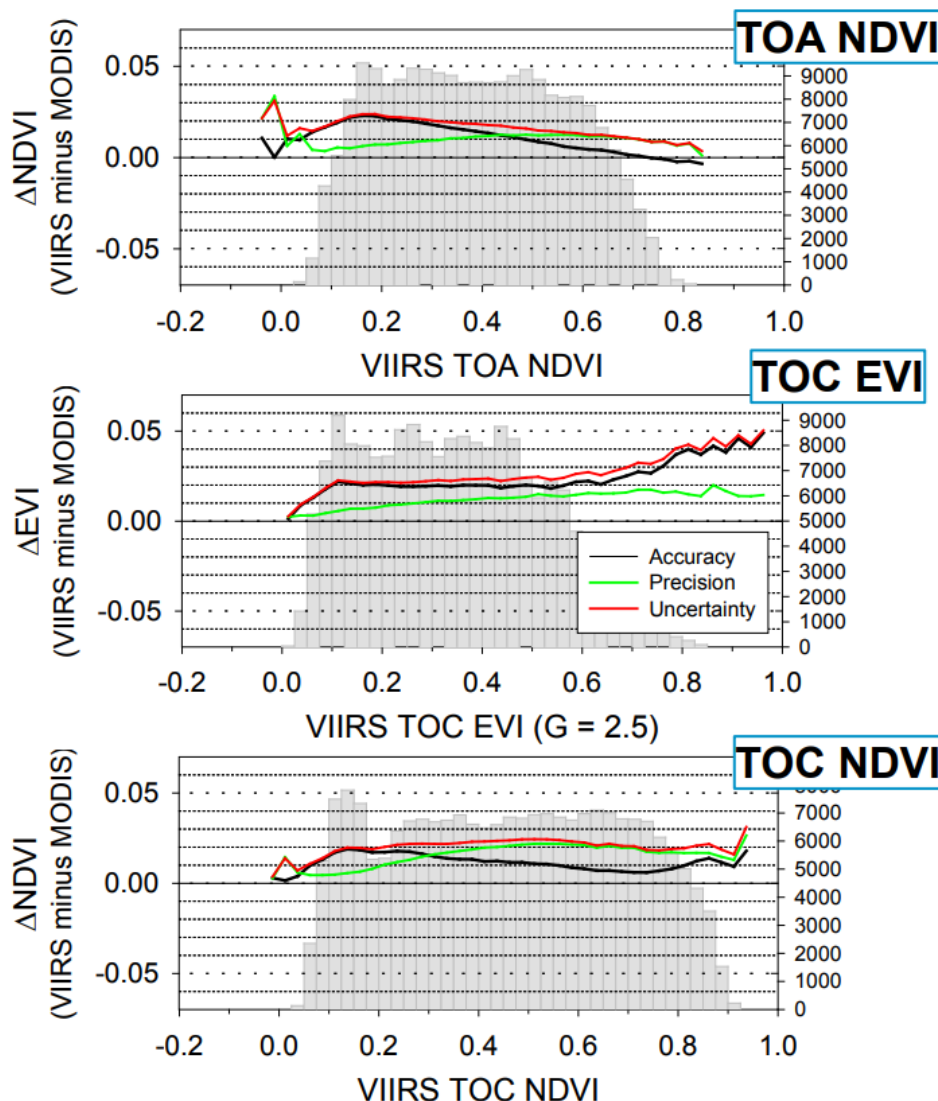 TOA NDVI
ΔNDVI
(VIIRS minus MODIS)
0.05
0.00
-0.05
9000
8000
7000
6000
5000
4000
3000
2000
1000
0
-0.2 0.0 0.2 0.4 0.6 0.8 1.0
VIIRS TOA NDVI
TOC EVI
ΔEVI
(VIIRS minus MODIS)
0.05
0.00
-0.05
9000
8000
7000
6000
5000
4000
3000
2000
1000
0
Accuracy
Precision
Uncertainty
-0.2 0.0 0.2 0.4 0.6 0.8 1.0
VIIRS TOC EVI (G = 2.5)
TOC NDVI
ΔNDVI
(VIIRS minus MODIS)
0.05
0.00
-0.05
7000
6000
5000
4000
3000
2000
1000
0
-0.2 0.0 0.2 0.4 0.6 0.8 1.0
VIIRS TOC NDVI